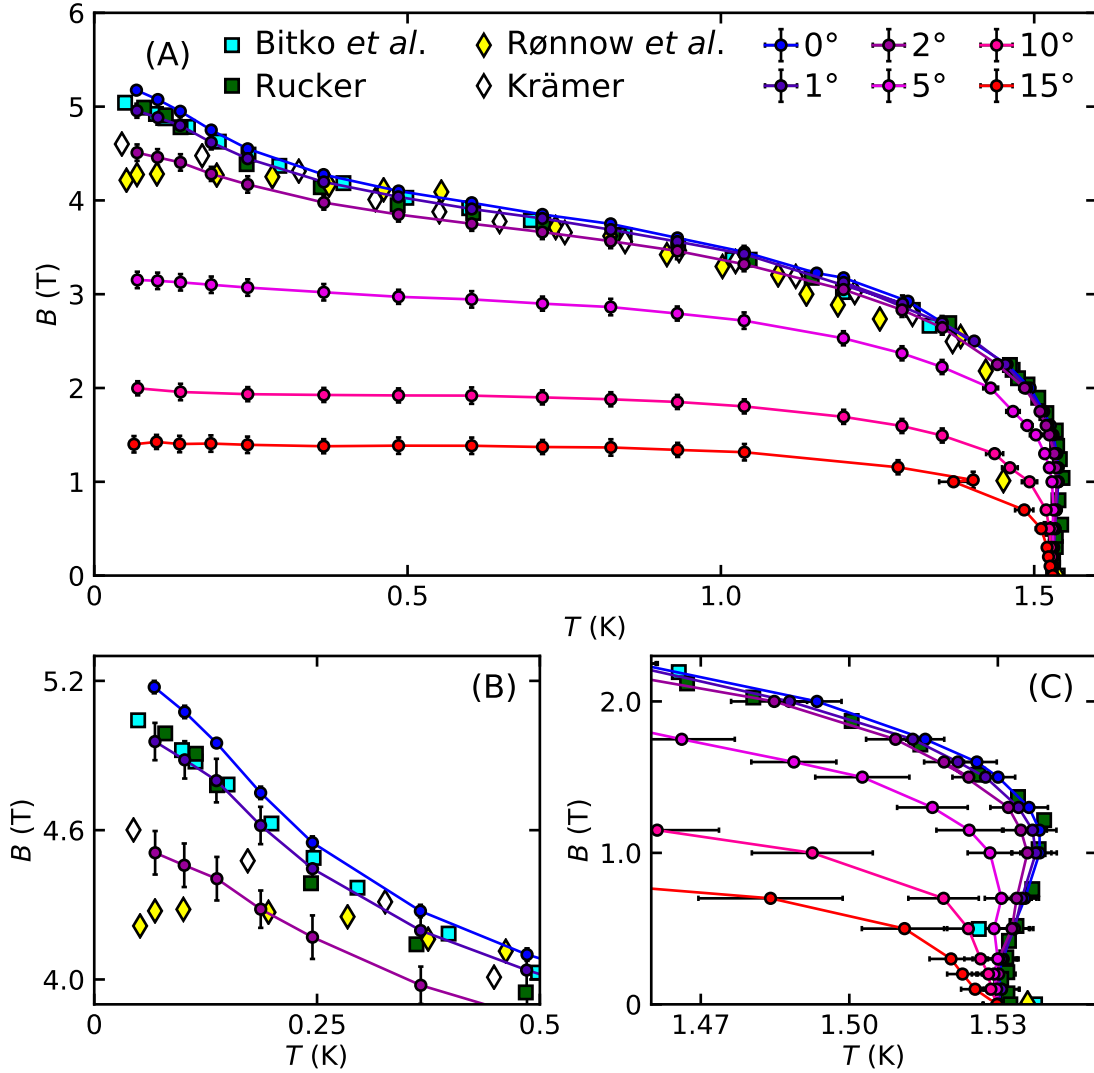 6
(A) Bitko et al. Rønnow et al. 0° 2° 10°
Rucker Krämer 1° 5° 15°
5
4
3
2
1
0
B (T)
0 0.5 1.0 1.5
T (K)
(B)
5.2
4.6
4.0
B (T)
0 0.25 0.5
T (K)
(C)
2.0
1.0
0
B (T)
1.47 1.50 1.53
T (K)